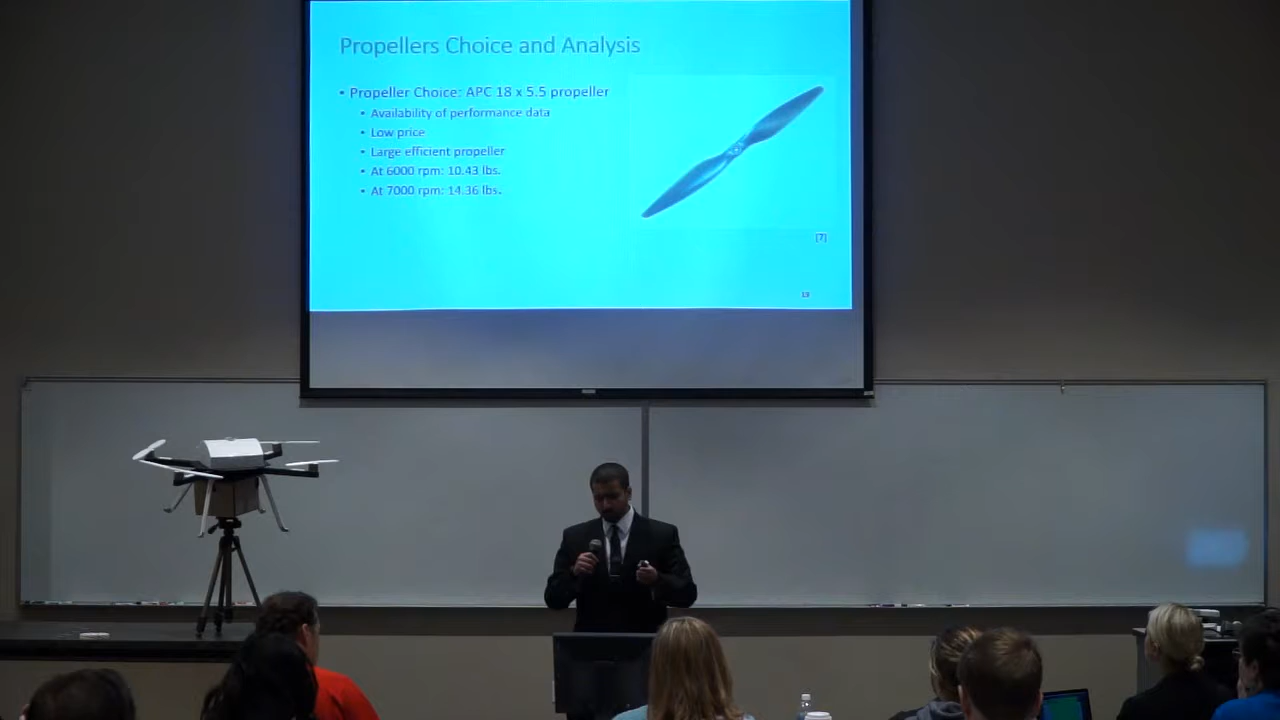 Propellers Choice and Analysis
• Propeller Choice: APC 18 x 5.5 propeller
• Availability of performance data
• Low price
• Large efficient propeller
• At 6000 rpm: 10.43 lbs.
• At 7000 rpm: 14.36 lbs.
[7]